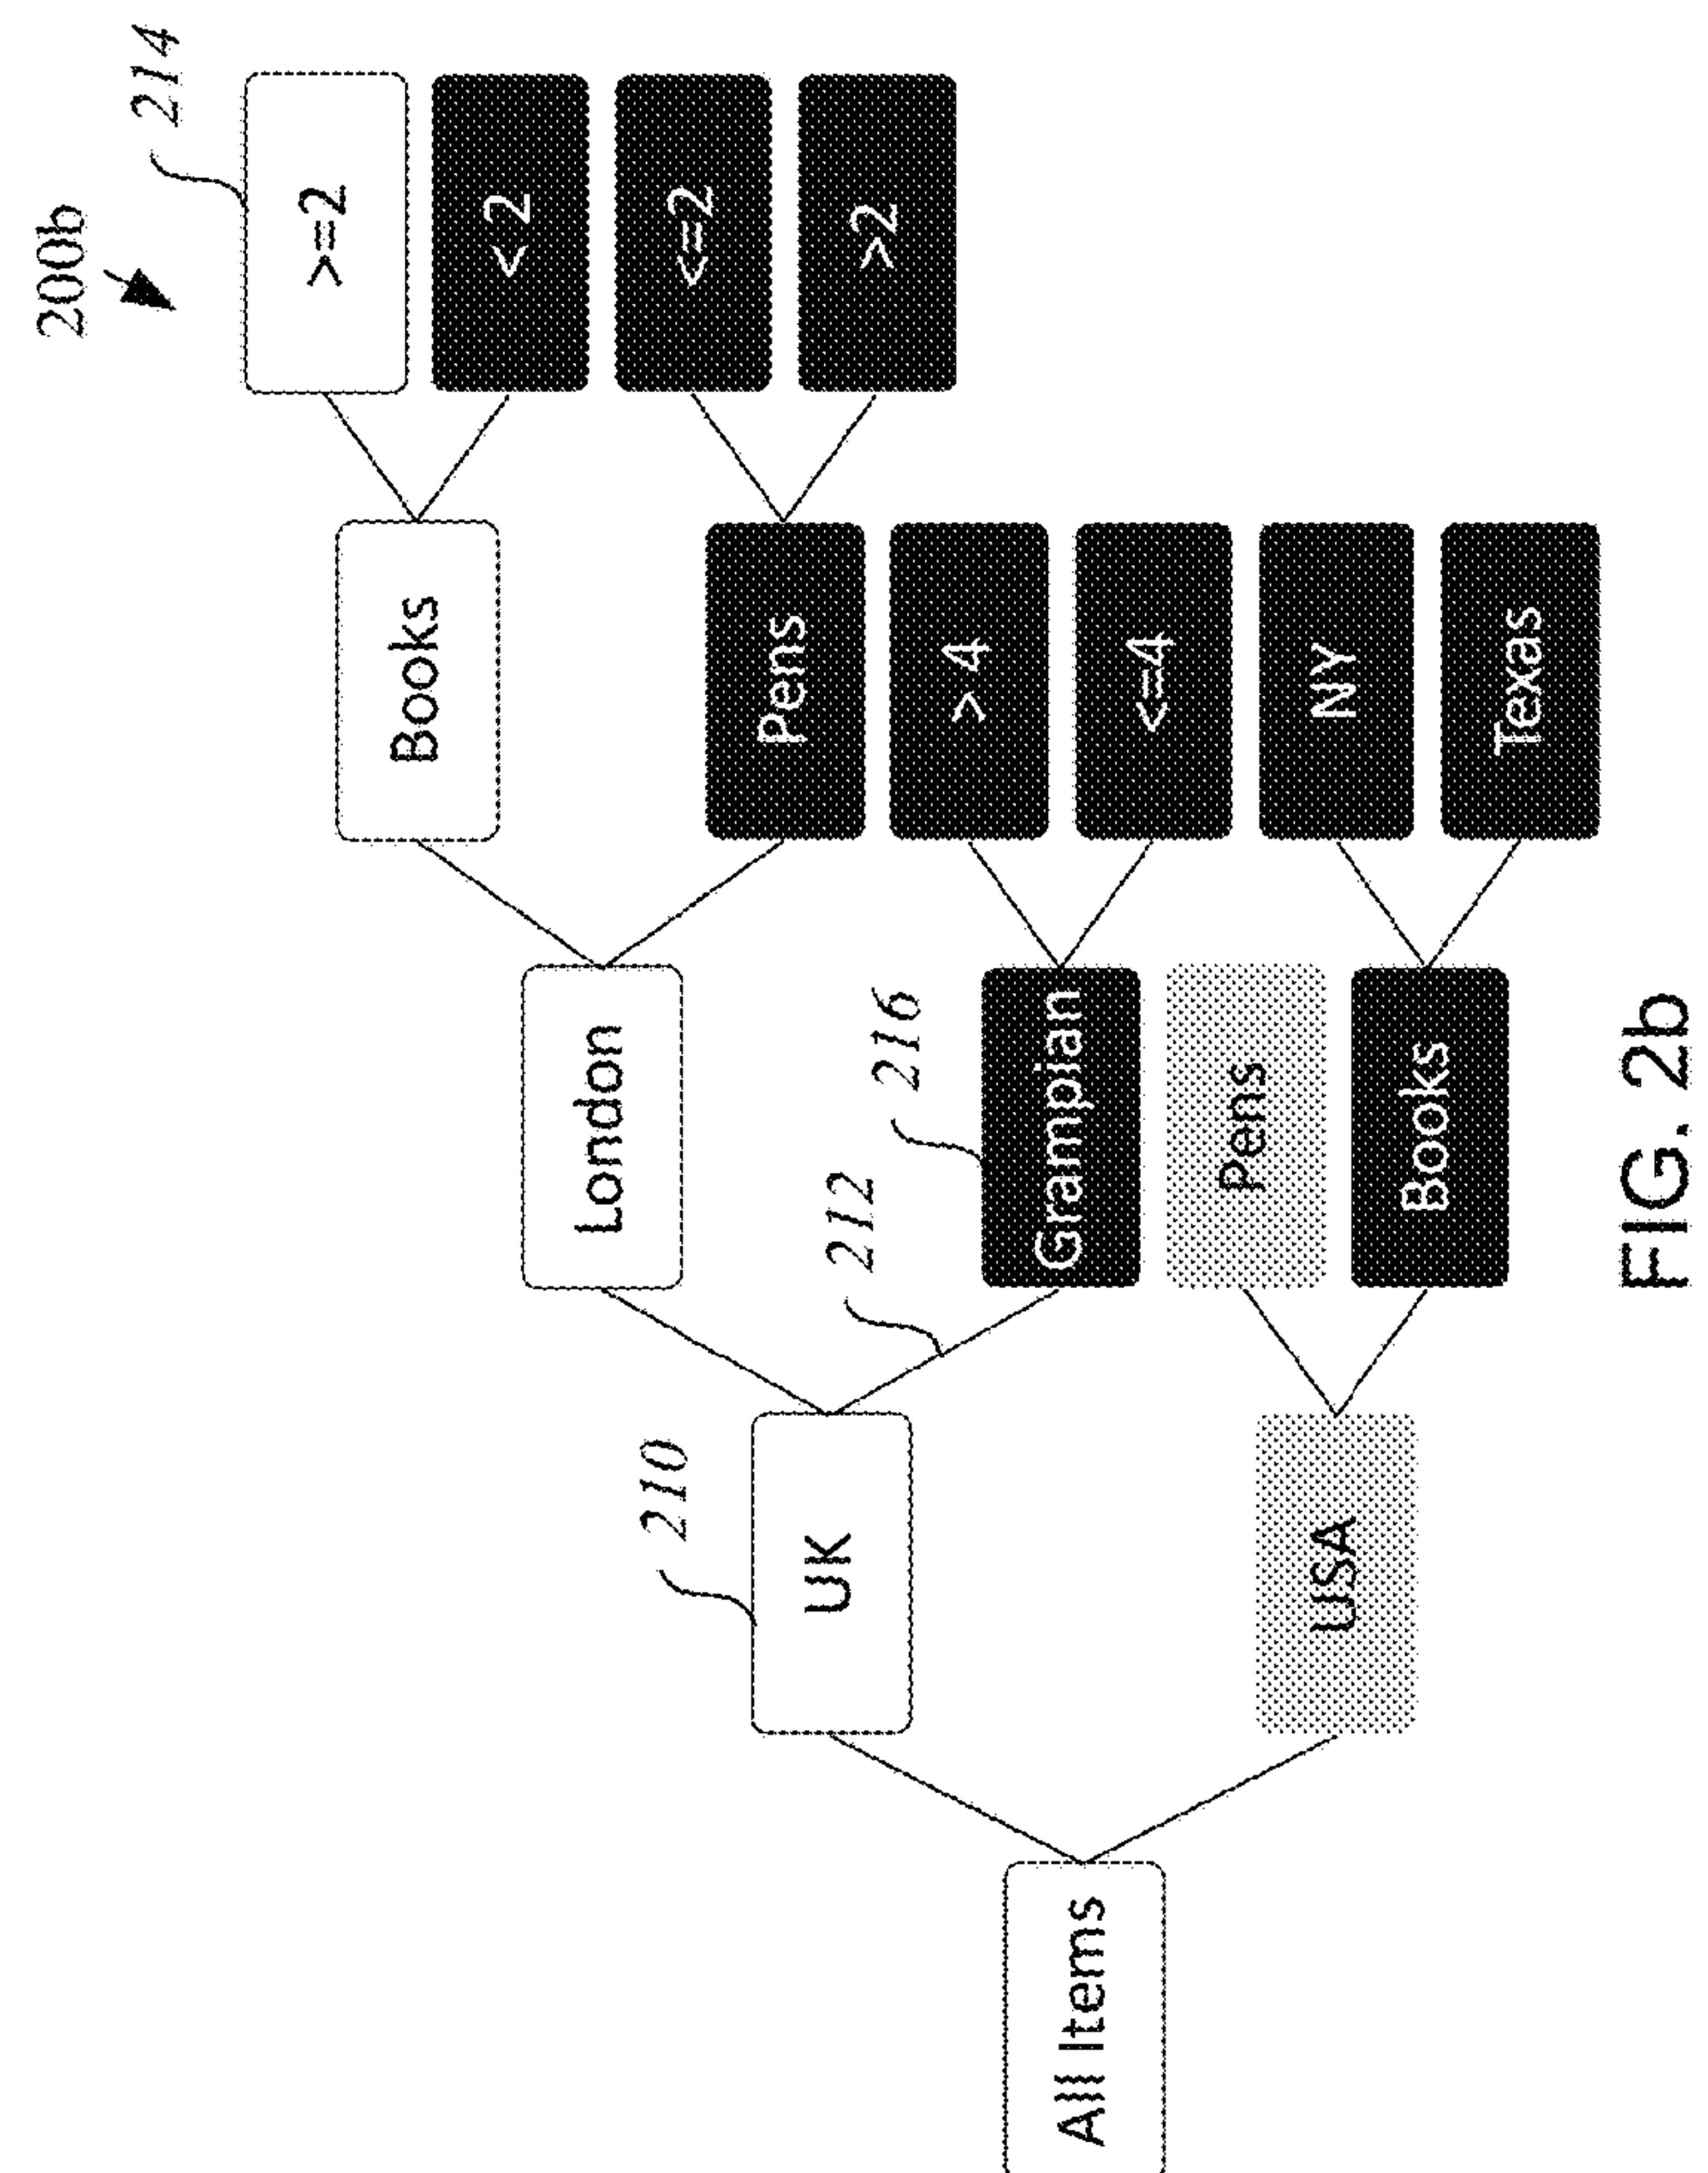 200b
214
>=2
< 2
<=2
>2
Books
Pens
> 4
<=4
NY
Texas
London
Grampian
216
Pens
Books
212
UK
210
USA
All Items
FIG. 2b